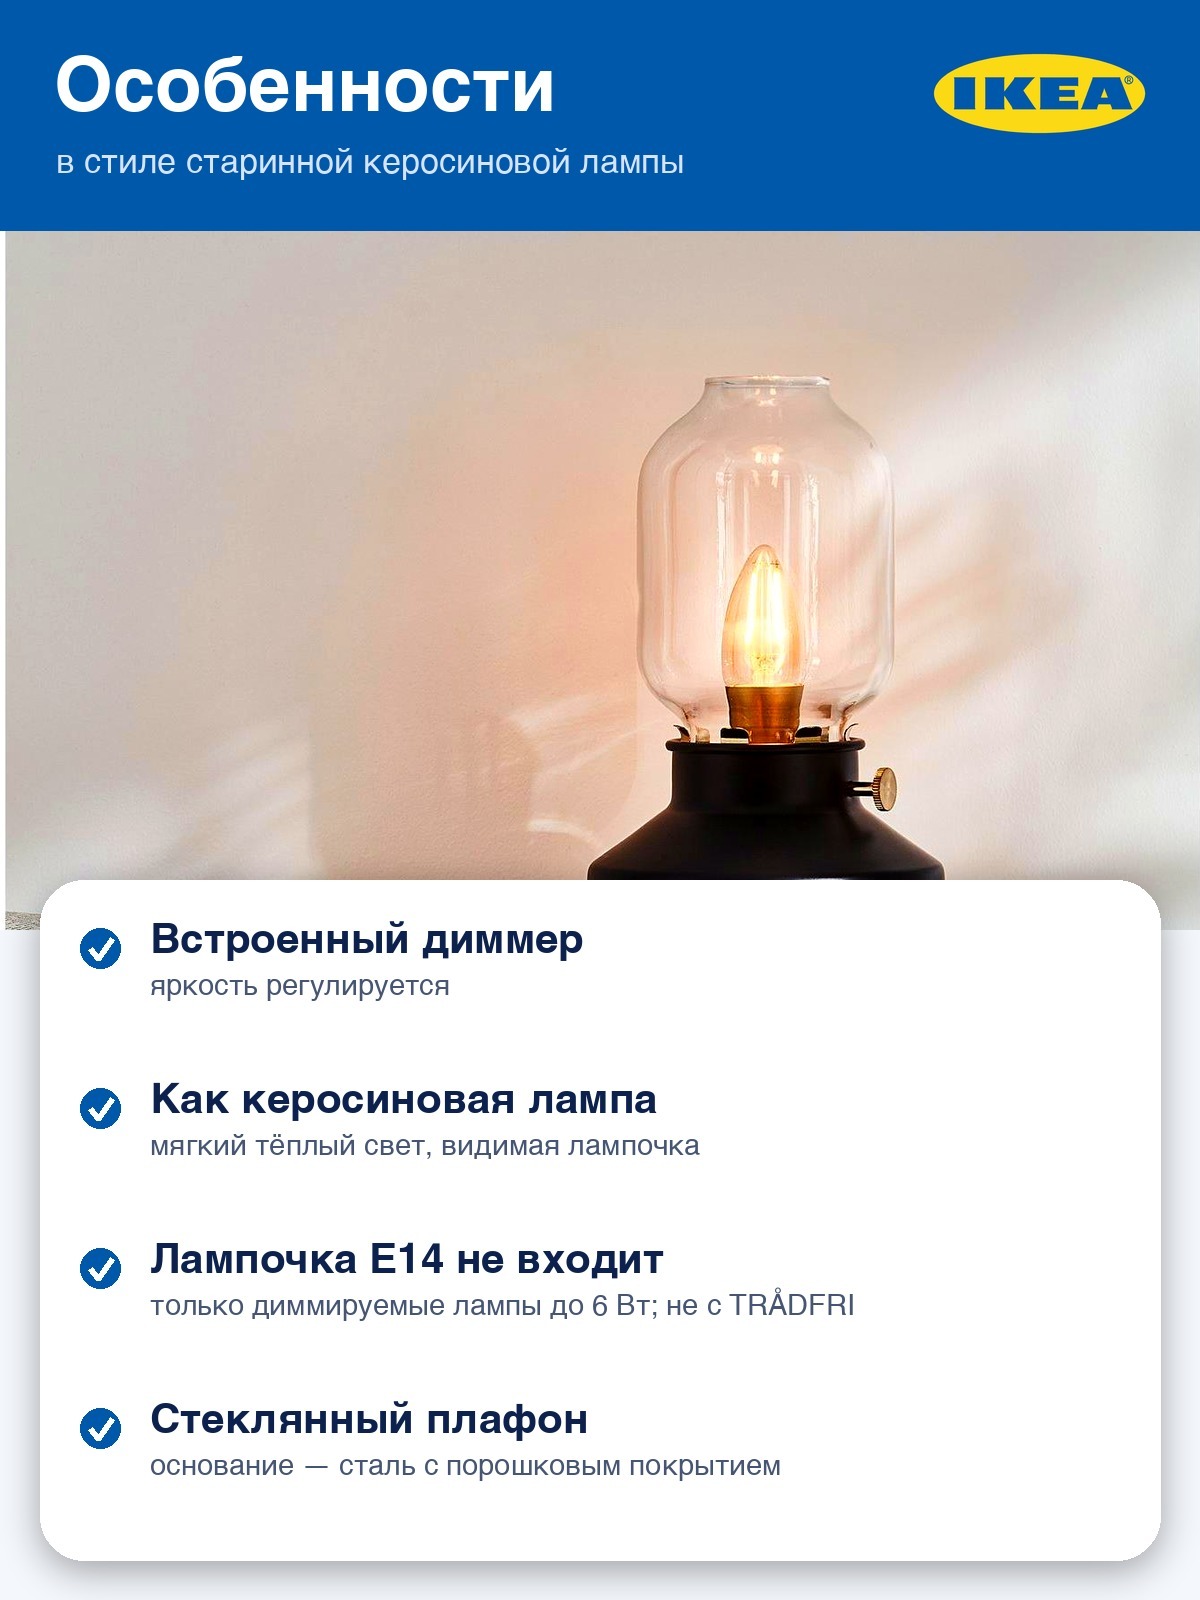 Особенности
IKEA®
в стиле старинной керосиновой лампы
Встроенный диммер
яркость регулируется
Как керосиновая лампа
мягкий тёплый свет, видимая лампочка
Лампочка E14 не входит
только диммируемые лампы до 6 Вт; не с TRÅDFRI
Стеклянный плафон
основание — сталь с порошковым покрытием